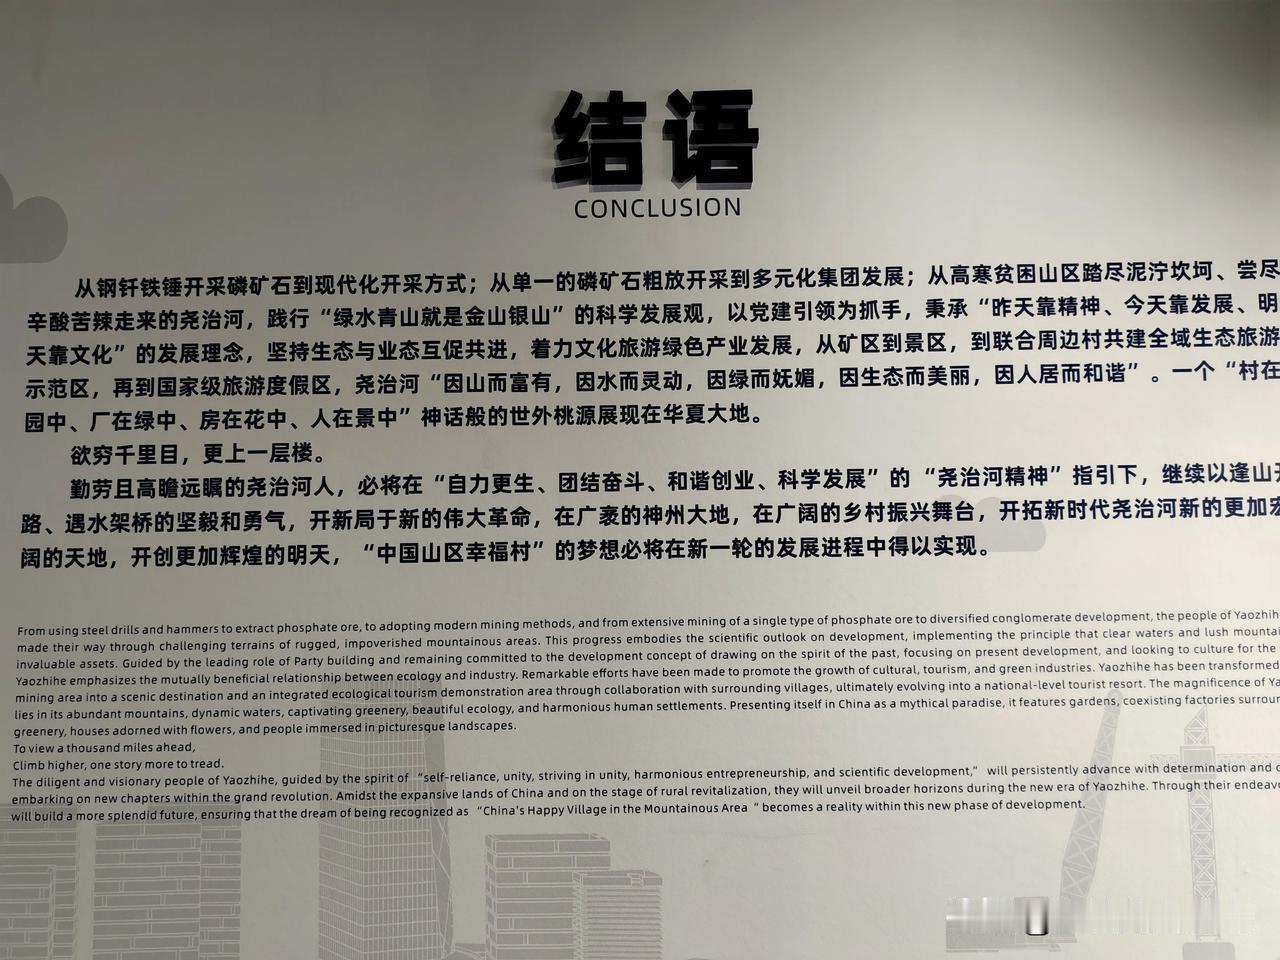 结语
CONCLUSION
从钢钎铁锤开采磷矿石到现代化开采方式；从单一的磷矿石粗放开采到多元化集团发展；从高寒贫困山区踏尽泥泞坎坷、尝尽
辛酸苦辣走来的尧治河，践行“绿水青山就是金山银山”的科学发展观，以党建引领为抓手，秉承“昨天靠精神、今天靠发展、明
天靠文化”的发展理念，坚持生态与业态互促共进，着力文化旅游绿色产业发展，从矿区到景区，到联合周边村共建全域生态旅游
示范区，再到国家级旅游度假区，尧治河“因山而富有，因水而灵动，因绿而妩媚，因生态而美丽，因人居而和谐”。一个“村在
园中、厂在绿中、房在花中、人在景中”神话般的世外桃源展现在华夏大地。
欲穷千里目，更上一层楼。
勤劳且高瞻远瞩的尧治河人，必将在“自力更生、团结奋斗、和谐创业、科学发展”的“尧治河精神”指引下，继续以逢山开
路、遇水架桥的坚毅和勇气，开新局于新的伟大革命，在广袤的神州大地，在广阔的乡村振兴舞台，开拓新时代尧治河新的更加宏
阔的天地，开创更加辉煌的明天，“中国山区幸福村”的梦想必将在新一轮的发展进程中得以实现。
From using steel drills and hammers to extract phosphate ore, to adopting modern mining methods, and from extensive mining of a single type of phosphate ore to diversified conglomerate development, the people of Yaozhih
made their way through challenging terrains of rugged, impoverished mountainous areas. This progress embodies the scientific outlook on development, implementing the principle that clear waters and lush mountai
invaluable assets. Guided by the leading role of Party building and remaining committed to the development concept of drawing on the spirit of the past, focusing on present development, and looking to culture for the
Yaozhihe emphasizes the mutually beneficial relationship between ecology and industry. Remarkable efforts have been made to promote the growth of cultural, tourism, and green industries. Yaozhihe has been transformed
mining area into a scenic destination and an integrated ecological tourism demonstration area through collaboration with surrounding villages, ultimately evolving into a national-level tourist resort. The magnificence of Ya
lies in its abundant mountains, dynamic waters, captivating greenery, beautiful ecology, and harmonious human settlements. Presenting itself in China as a mythical paradise, it features gardens, coexisting factories surrou
greenery, houses adorned with flowers, and people immersed in picturesque landscapes.
To view a thousand miles ahead,
Climb higher, one story more to tread.
The diligent and visionary people of Yaozhihe, guided by the spirit of “self-reliance, unity, striving in unity, harmonious entrepreneurship, and scientific development,” will persistently advance with determination and c
embarking on new chapters within the grand revolution. Amidst the expansive lands of China and on the stage of rural revitalization, they will unveil broader horizons during the new era of Yaozhihe. Through their endeavo
will build a more splendid future, ensuring that the dream of being recognized as “China's Happy Village in the Mountainous Area “ becomes a reality within this new phase of development.